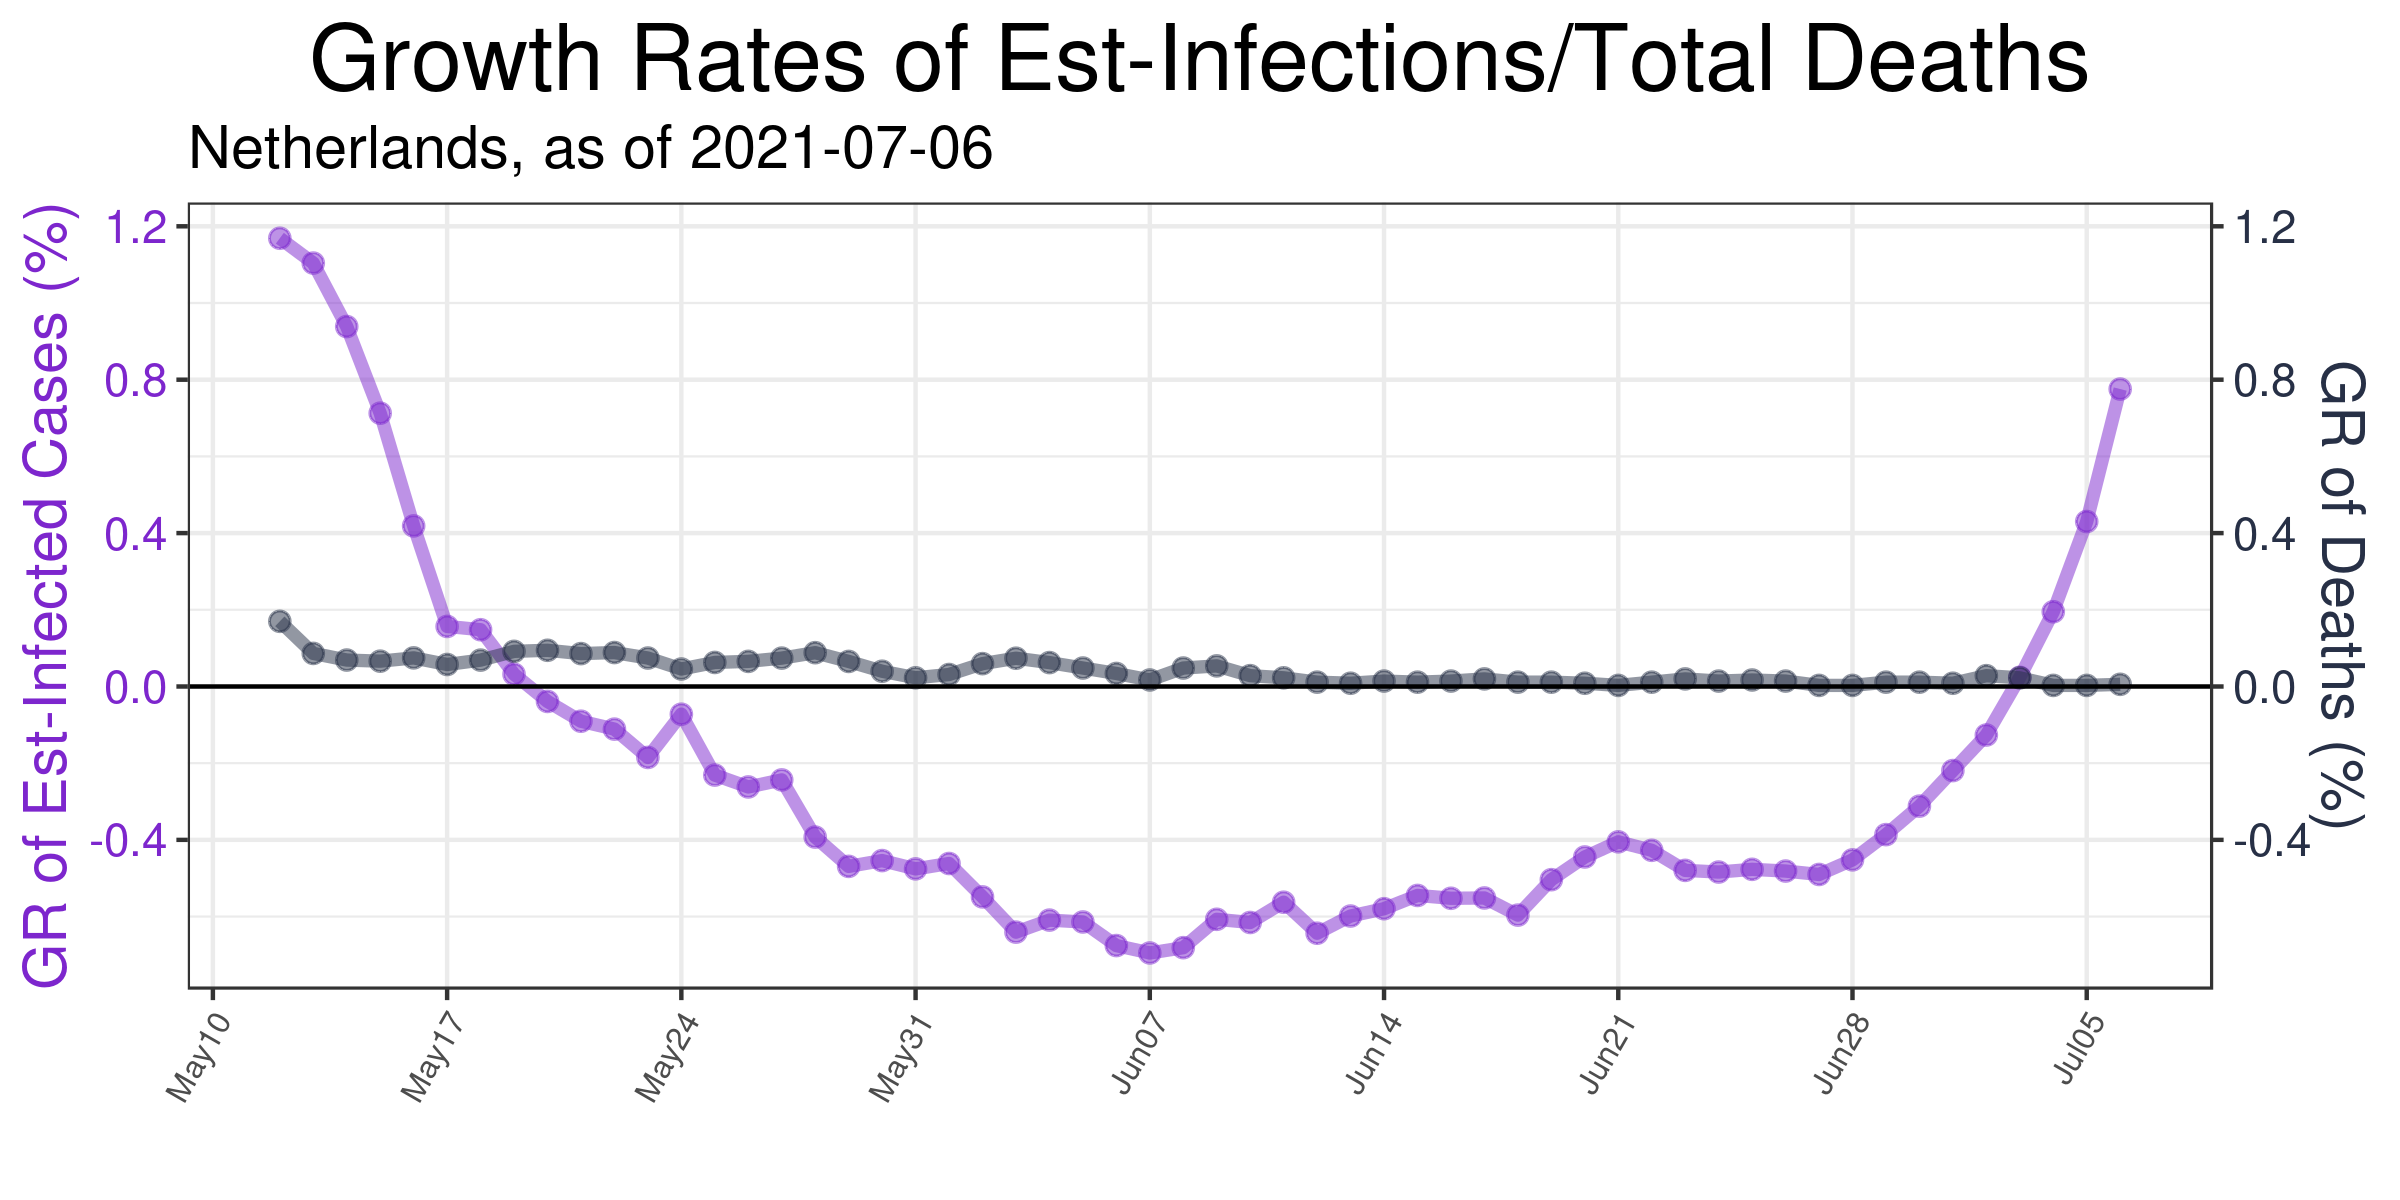 Growth Rates of Est-Infections/Total Deaths
Netherlands, as of 2021-07-06
GR of Est-Infected Cases (%)
1.2
0.8
0.4
0.0
-0.4
1.2
0.8
0.4
0.0
-0.4
GR of Deaths (%)
May10
May17
May24
May31
Jun07
Jun14
Jun21
Jun28
Jul05